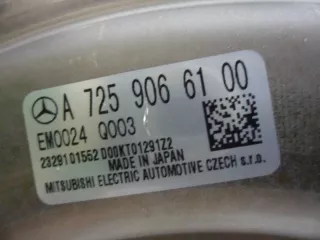 A 725 906 61 00
EM0024 Q003
2329101552 D08KT01291Z2
MADE IN JAPAN
MITSUBISHI ELECTRIC AUTOMOTIVE CZECH s.r.o.